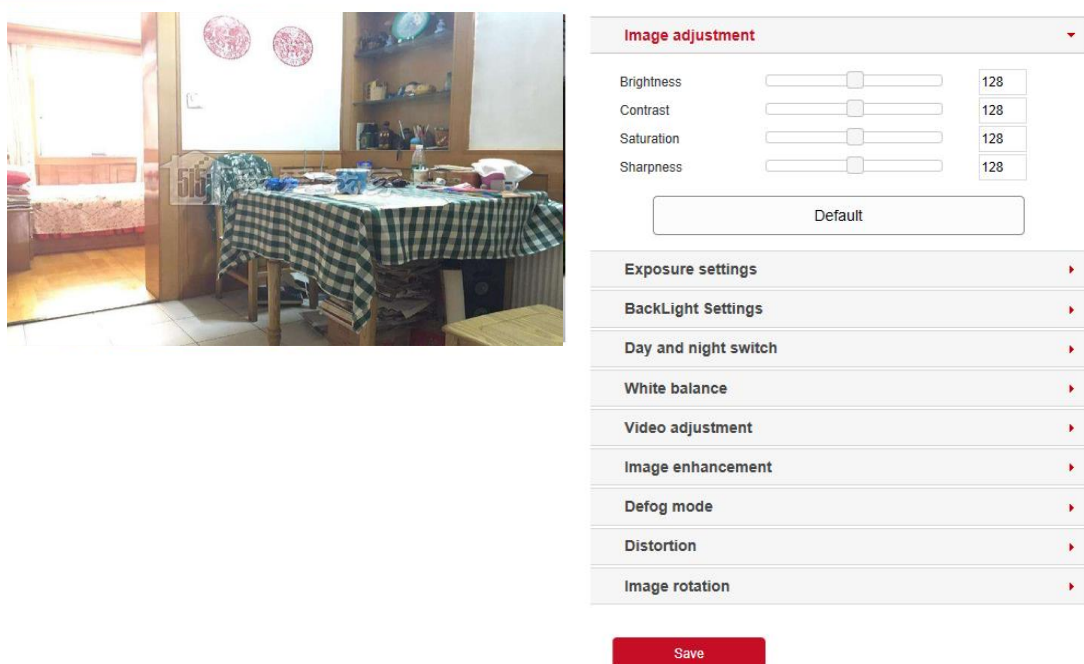 Image adjustment
Brightness 128
Contrast 128
Saturation 128
Sharpness 128
Default
Exposure settings
BackLight Settings
Day and night switch
White balance
Video adjustment
Image enhancement
Defog mode
Distortion
Image rotation
Save